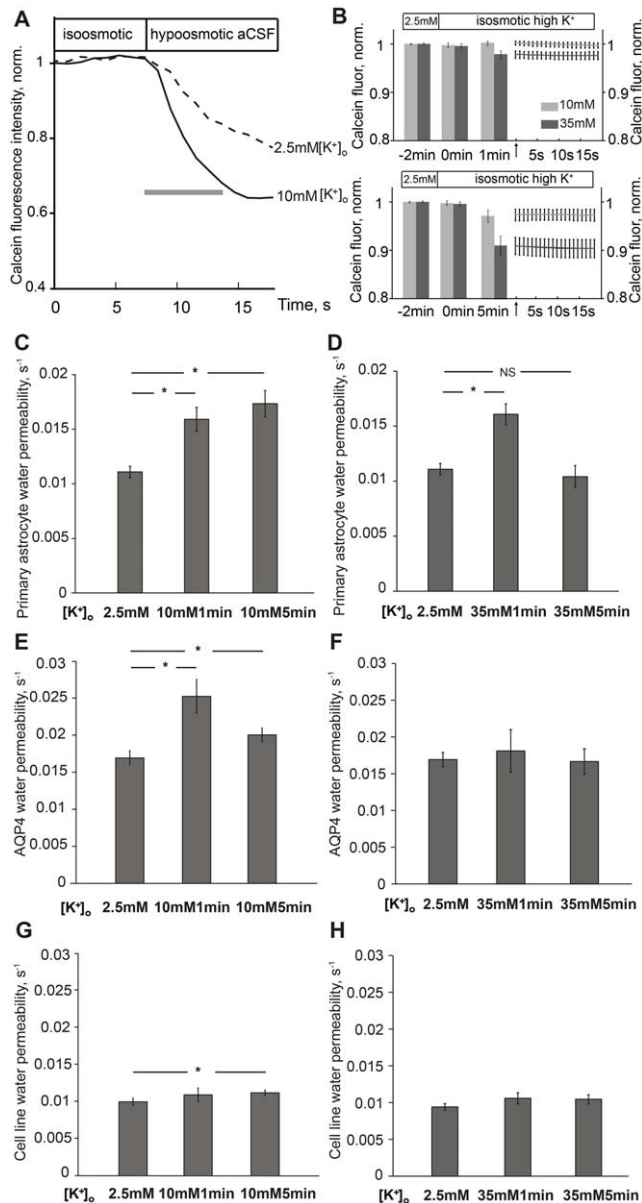 A
isoosmotic
hypoosmotic aCSF
Calcein fluorescence intensity, norm.
1
0.8
0.6
0.4
2.5mM[K⁺]ₒ
10mM [K⁺]ₒ
0
5
10
15
Time, s
B
2.5mM
isosmotic high K⁺
Calcein fluor, norm.
1
0.9
0.8
10mM
35mM
Calcein fluor, norm.
1
0.9
0.8
-2min 0min 1min 5s 10s 15s
2.5mM
isosmotic high K⁺
Calcein fluor, norm.
1
0.9
0.8
Calcein fluor, norm.
1
0.9
0.8
-2min 0min 5min 5s 10s 15s
C
Primary astrocyte water permeability, s⁻¹
0.02
0.015
0.01
0.005
0
*
*
[K⁺]ₒ 2.5mM 10mM1min 10mM5min
D
Primary astrocyte water permeability, s⁻¹
0.02
0.015
0.01
0.005
0
NS
*
[K⁺]ₒ 2.5mM 35mM1min 35mM5min
E
AQP4 water permeability, s⁻¹
0.03
0.025
0.02
0.015
0.01
0.005
0
*
*
[K⁺]ₒ 2.5mM 10mM1min 10mM5min
F
AQP4 water permeability, s⁻¹
0.03
0.025
0.02
0.015
0.01
0.005
0
[K⁺]ₒ 2.5mM 35mM1min 35mM5min
G
Cell line water permeability, s⁻¹
0.03
0.025
0.02
0.015
0.01
0.005
0
*
[K⁺]ₒ 2.5mM 10mM1min 10mM5min
H
Cell line water permeability, s⁻¹
0.03
0.025
0.02
0.015
0.01
0.005
0
[K⁺]ₒ 2.5mM 35mM1min 35mM5min